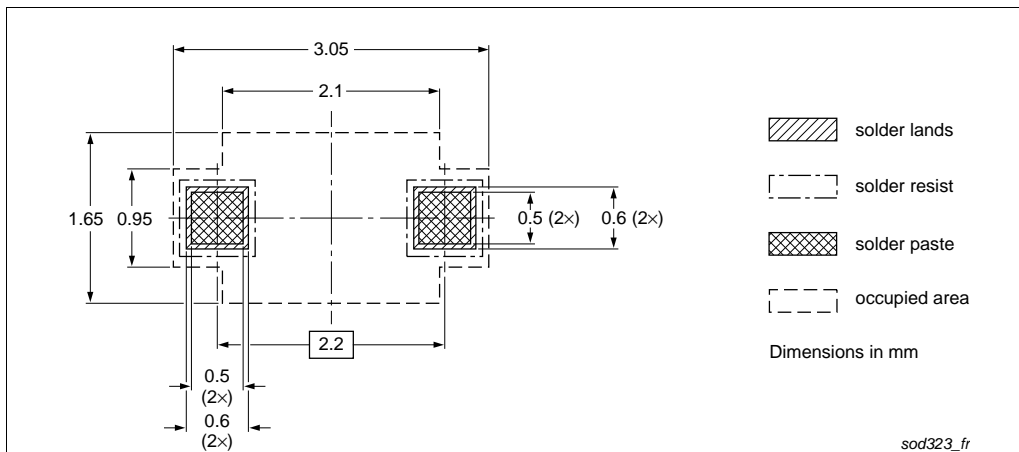 3.05
2.1
solder lands
solder resist
1.65
0.95
0.5 (2×)
0.6 (2×)
solder paste
occupied area
2.2
Dimensions in mm
0.5
(2×)
0.6
(2×)
sod323_fr